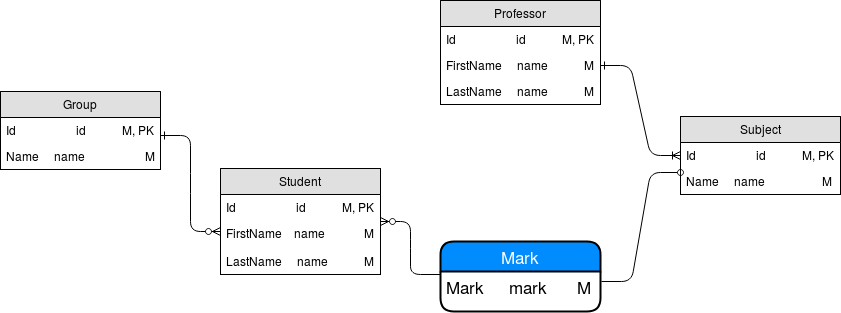 Professor
Id id M, PK
FirstName name M
LastName name M
Group
Id id M, PK
Name name M
Subject
Id id M, PK
Name name M
Student
Id id M, PK
FirstName name M
LastName name M
Mark
Mark mark M